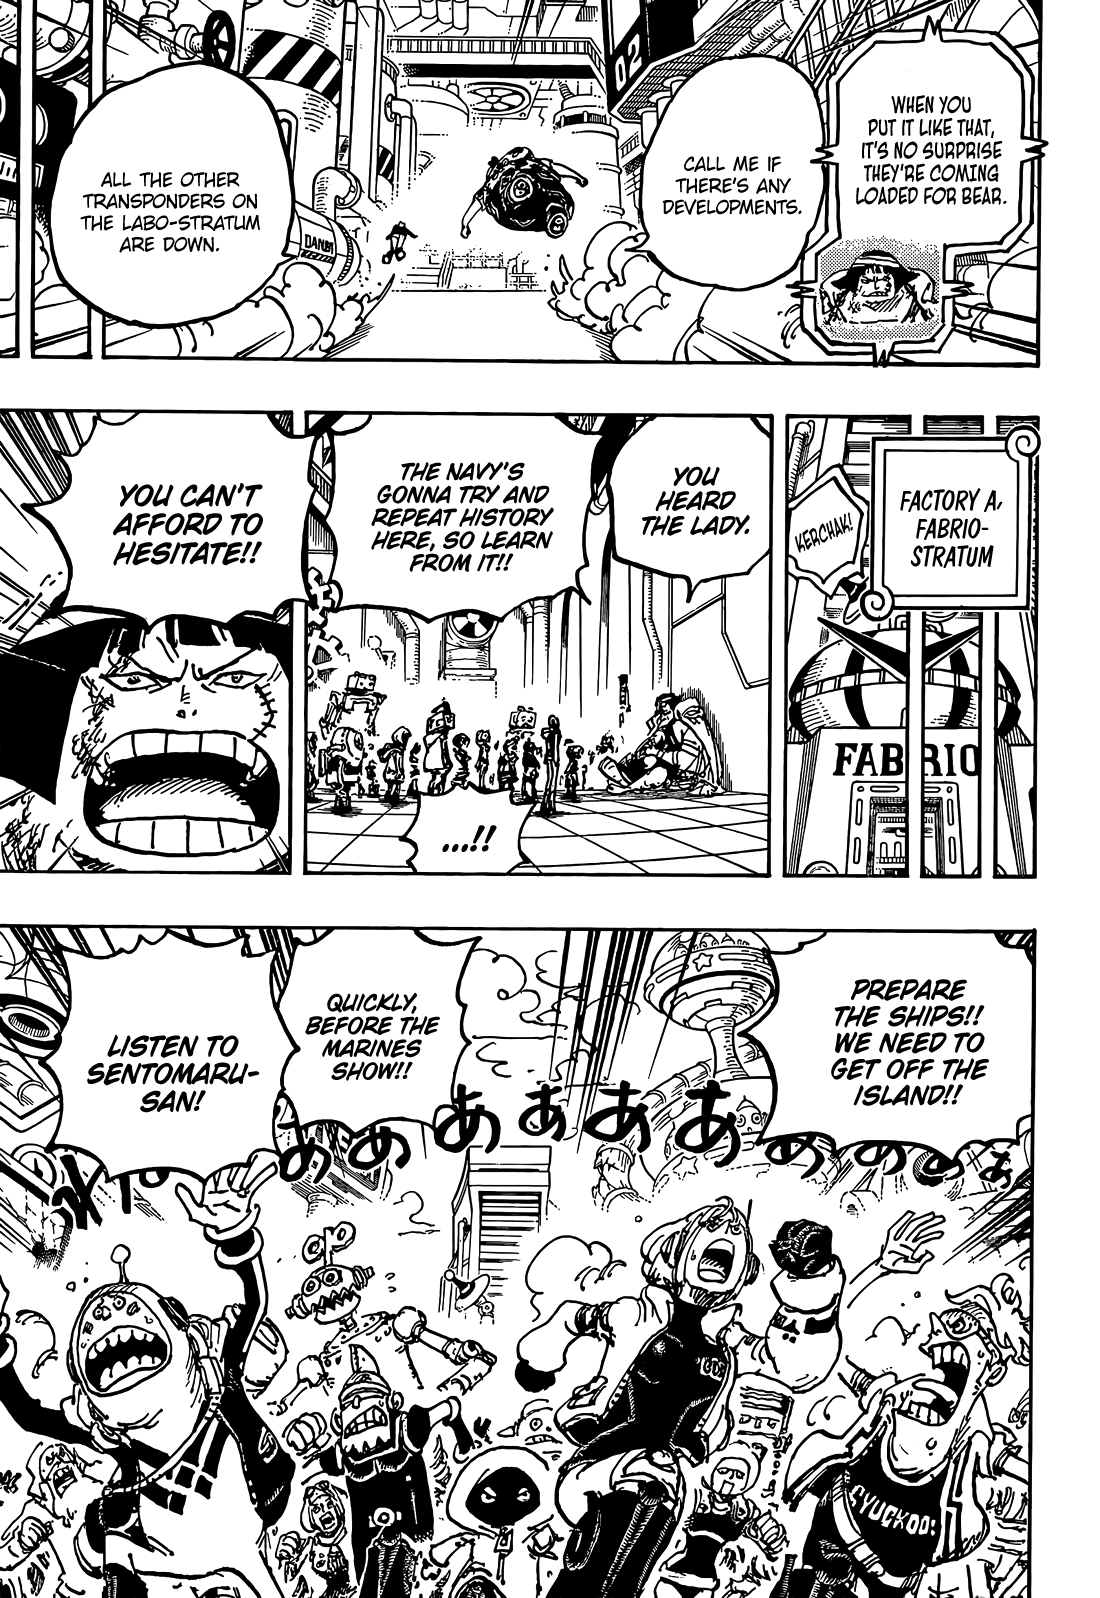 WHEN YOU
PUT IT LIKE THAT,
IT'S NO SURPRISE
THEY'RE COMING
LOADED FOR BEAR.
02
CALL ME IF
THERE'S ANY
DEVELOPMENTS.
ALL THE OTHER
TRANSPONDERS ON
THE LABO-STRATUM
ARE DOWN.
FACTORY A,
FABRIO-
STRATUM
KERCHAK!
FABRIO
YOU
HEARD
THE LADY.
THE NAVY'S
GONNA TRY AND
REPEAT HISTORY
HERE, SO LEARN
FROM IT!!
...!!
YOU CAN'T
AFFORD TO
HESITATE!!
PREPARE
THE SHIPS!!
WE NEED TO
GET OFF THE
ISLAND!!
QUICKLY,
BEFORE THE
MARINES
SHOW!!
LISTEN TO
SENTOMARU-
SAN!
ああああああああああぁ